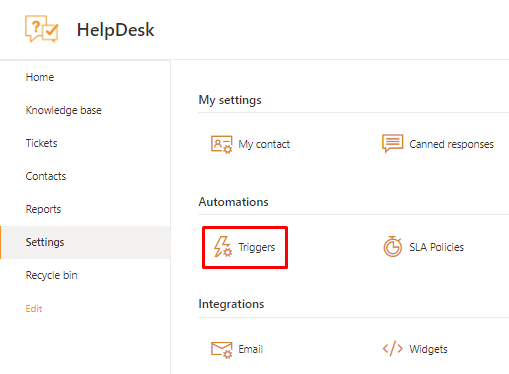 HelpDesk
Home
Knowledge base
Tickets
Contacts
Reports
Settings
Recycle bin
Edit
My settings
My contact
Canned responses
Automations
Triggers
SLA Policies
Integrations
Email
Widgets